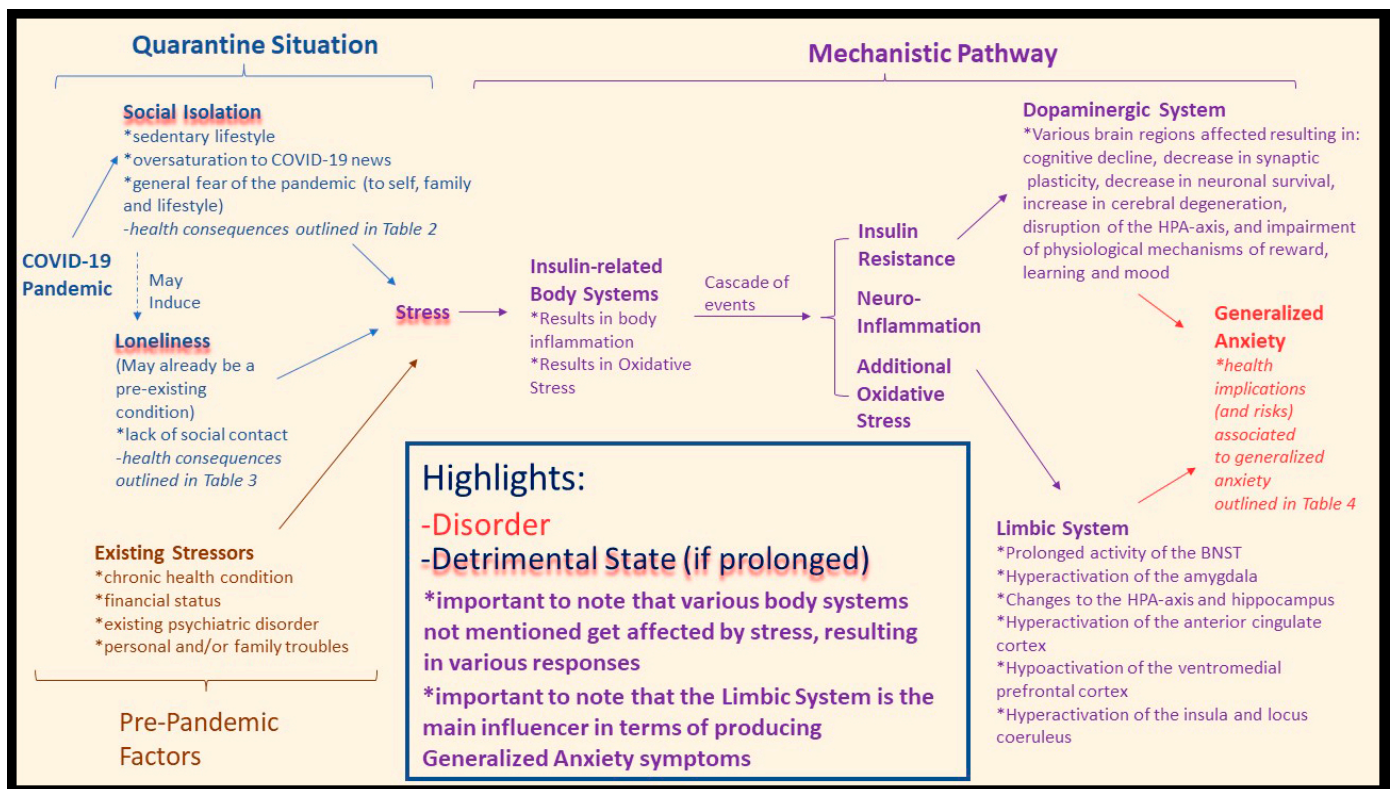 Quarantine Situation
Social Isolation
*sedentary lifestyle
*oversaturation to COVID-19 news
*general fear of the pandemic (to self, family
and lifestyle)
-health consequences outlined in Table 2
COVID-19
Pandemic
May
Induce
Loneliness
(May already be a
pre-existing
condition)
*lack of social contact
-health consequences
outlined in Table 3
Stress
Existing Stressors
*chronic health condition
*financial status
*existing psychiatric disorder
*personal and/or family troubles
Pre-Pandemic
Factors
Mechanistic Pathway
Insulin-related
Body Systems
*Results in body
inflammation
*Results in Oxidative
Stress
Cascade of
events
Insulin
Resistance
Neuro-
Inflammation
Additional
Oxidative
Stress
Dopaminergic System
*Various brain regions affected resulting in:
cognitive decline, decrease in synaptic
plasticity, decrease in neuronal survival,
increase in cerebral degeneration,
disruption of the HPA-axis, and impairment
of physiological mechanisms of reward,
learning and mood
Generalized
Anxiety
*health
implications
(and risks)
associated
to generalized
anxiety
outlined in Table 4
Limbic System
*Prolonged activity of the BNST
*Hyperactivation of the amygdala
*Changes to the HPA-axis and hippocampus
*Hyperactivation of the anterior cingulate
cortex
*Hypoactivation of the ventromedial
prefrontal cortex
*Hyperactivation of the insula and locus
coeruleus
Highlights:
-Disorder
-Detrimental State (if prolonged)
*important to note that various body systems
not mentioned get affected by stress, resulting
in various responses
*important to note that the Limbic System is the
main influencer in terms of producing
Generalized Anxiety symptoms